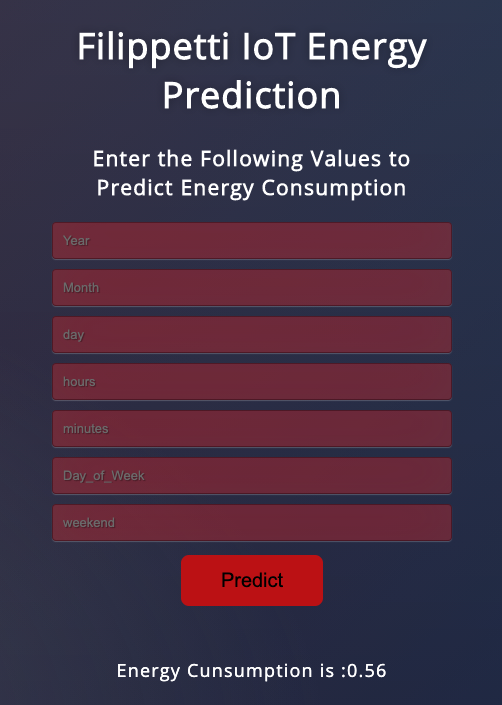 Filippetti IoT Energy
Prediction
Enter the Following Values to
Predict Energy Consumption
Year
Month
day
hours
minutes
Day_of_Week
weekend
Predict
Energy Cunsumption is :0.56